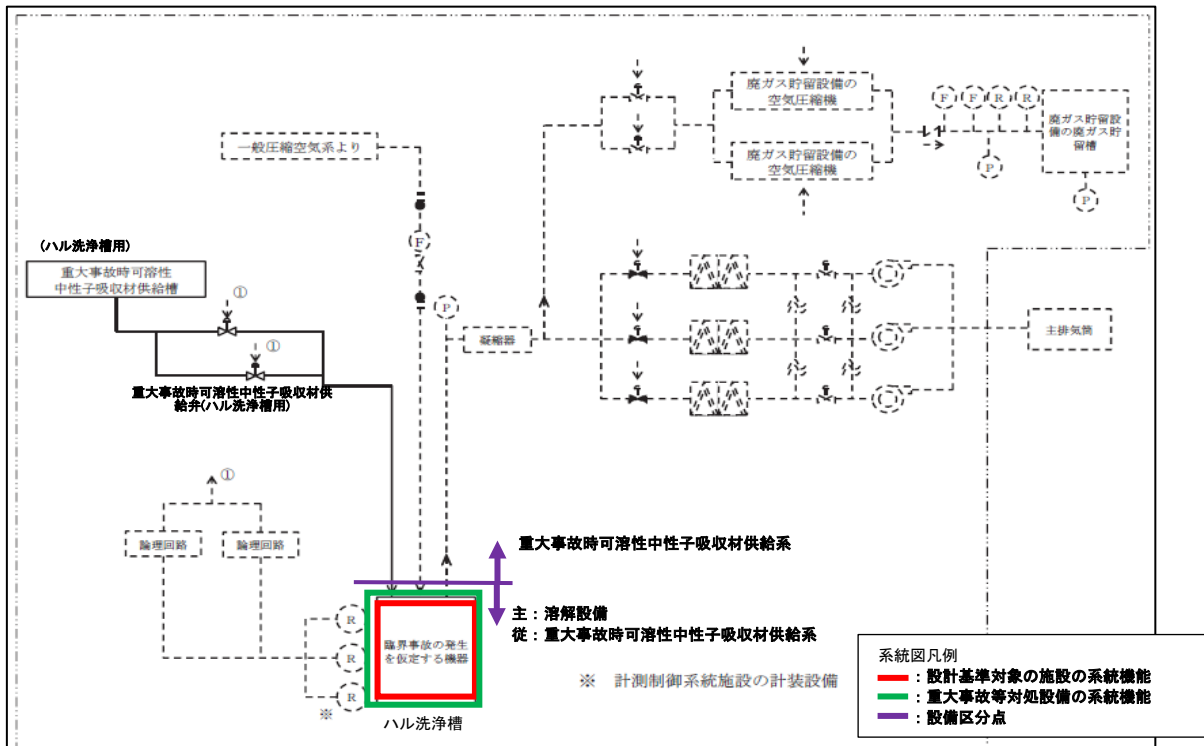 廃ガス貯留設備の
空気圧縮機
F
F
R
R
廃ガス貯留設
備の廃ガス貯
留槽
一般圧縮空気系より
廃ガス貯留設備の
空気圧縮機
P
P
F
(ハル洗浄槽用)
重大事故時可溶性
中性子吸収材供給槽
①
P
凝縮器
主排気筒
①
重大事故時可溶性中性子吸収材供
給弁(ハル洗浄槽用)
①
論理回路
論理回路
重大事故時可溶性中性子吸収材供給系
主：溶解設備
従：重大事故時可溶性中性子吸収材供給系
R
臨界事故の発生
を仮定する機器
R
R
※
ハル洗浄槽
※ 計測制御系統施設の計装設備
系統図凡例
：設計基準対象の施設の系統機能
：重大事故等対処設備の系統機能
：設備区分点